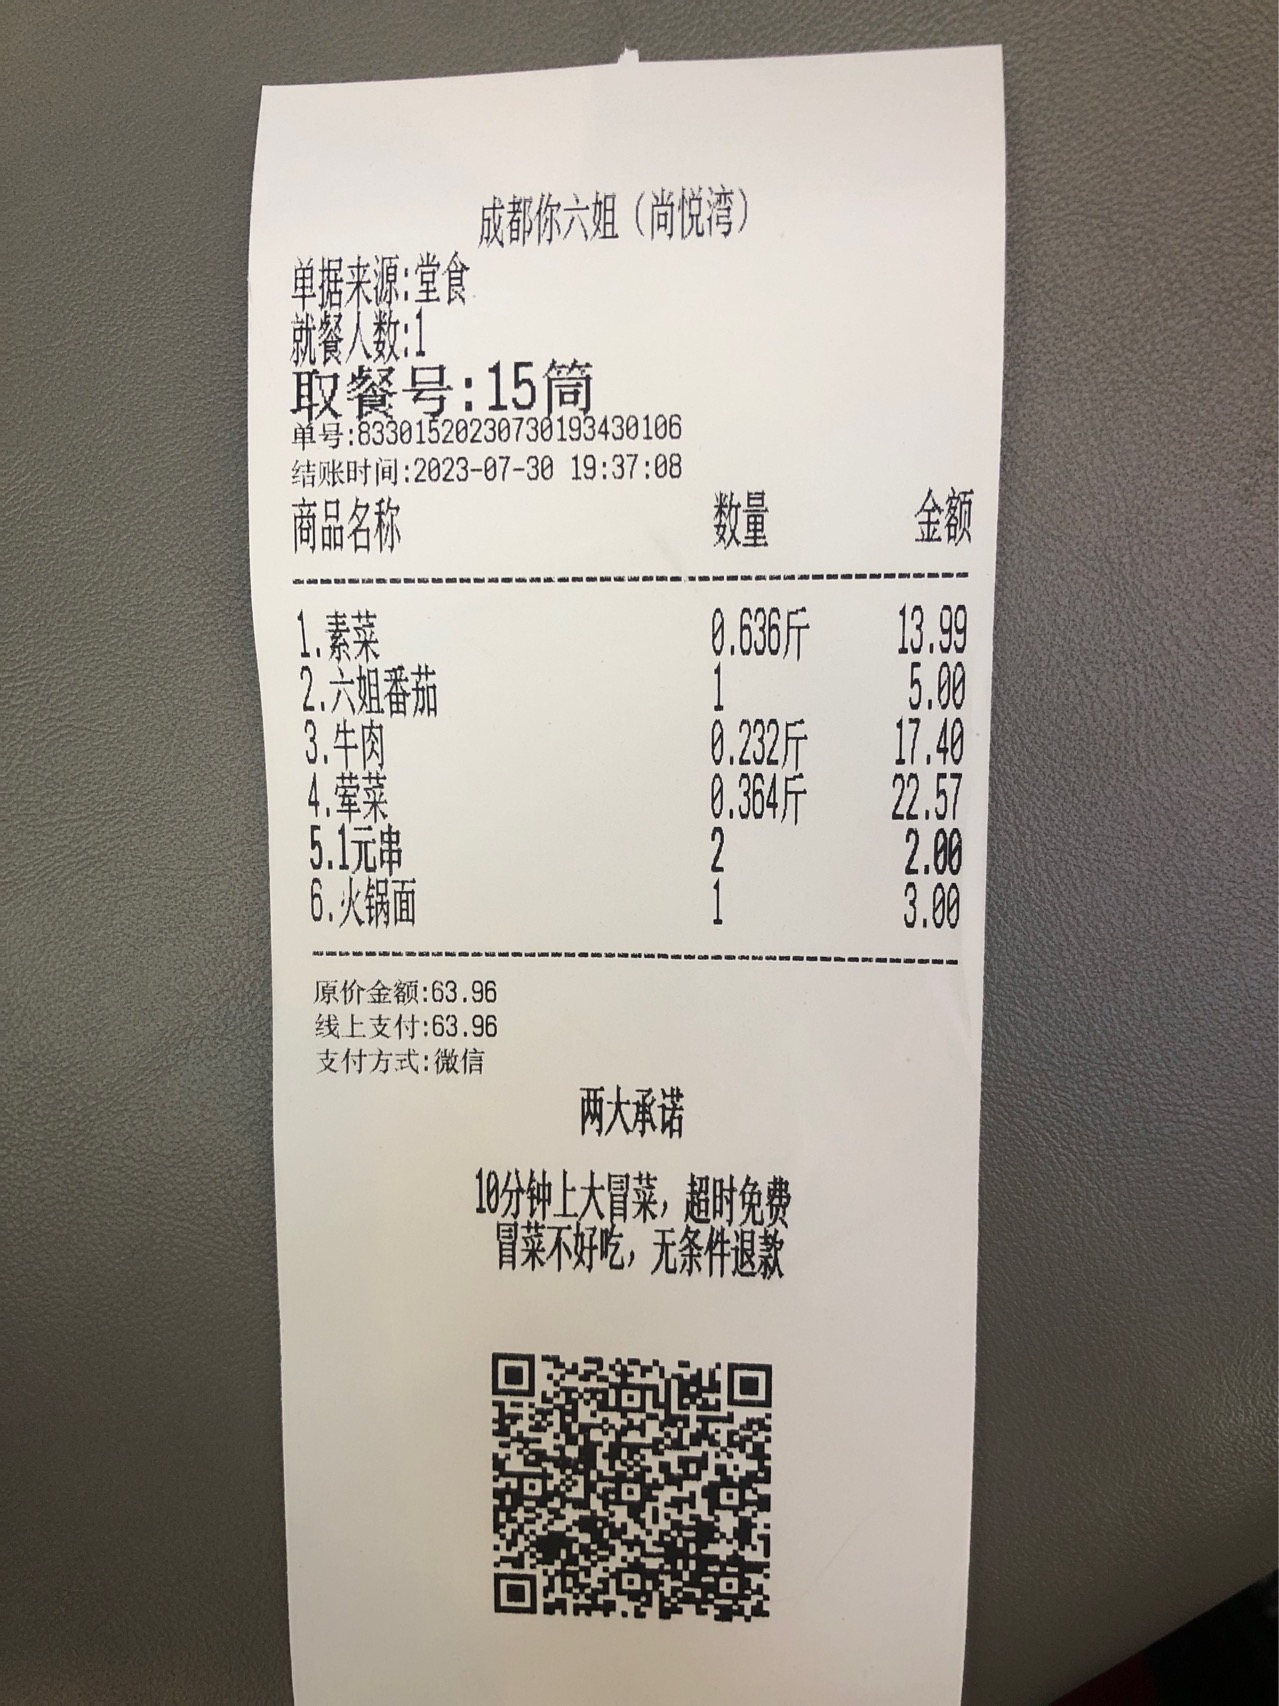 成都你六姐（尚悦湾）
单据来源:堂食
就餐人数:1
取餐号:15筒
单号:83301520230730193430106
结账时间:2023-07-30 19:37:08
商品名称 数量 金额
1.素菜 0.636斤 13.99
2.六姐番茄 1 5.00
3.牛肉 0.232斤 17.40
4.荤菜 0.364斤 22.57
5.1元串 2 2.00
6.火锅面 1 3.00
原价金额:63.96
线上支付:63.96
支付方式:微信
两大承诺
10分钟上大冒菜，超时免费
冒菜不好吃，无条件退款